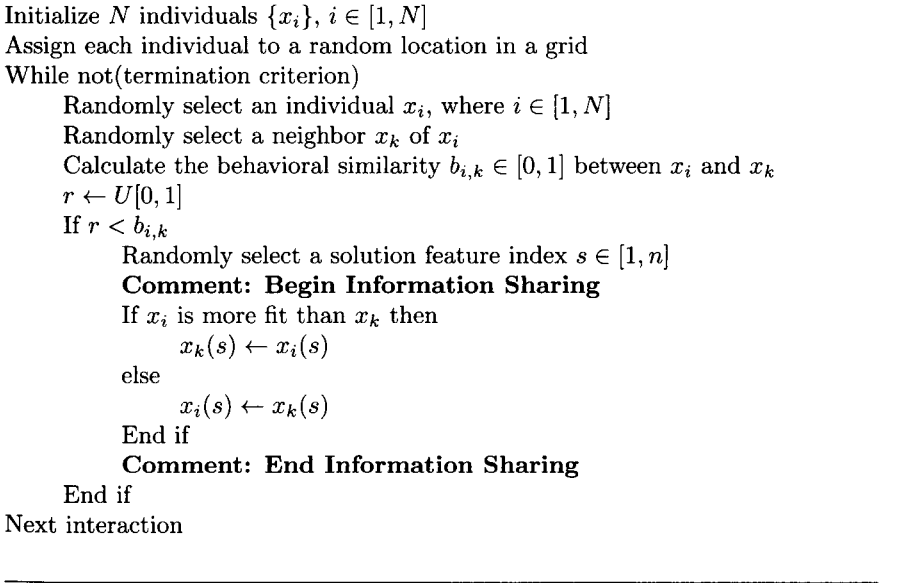 Initialize N individuals {x_i}, i ∈ [1, N]
Assign each individual to a random location in a grid
While not(termination criterion)
Randomly select an individual x_i, where i ∈ [1, N]
Randomly select a neighbor x_k of x_i
Calculate the behavioral similarity b_{i,k} ∈ [0, 1] between x_i and x_k
r ← U[0, 1]
If r < b_{i,k}
Randomly select a solution feature index s ∈ [1, n]
Comment: Begin Information Sharing
If x_i is more fit than x_k then
x_k(s) ← x_i(s)
else
x_i(s) ← x_k(s)
End if
Comment: End Information Sharing
End if
Next interaction